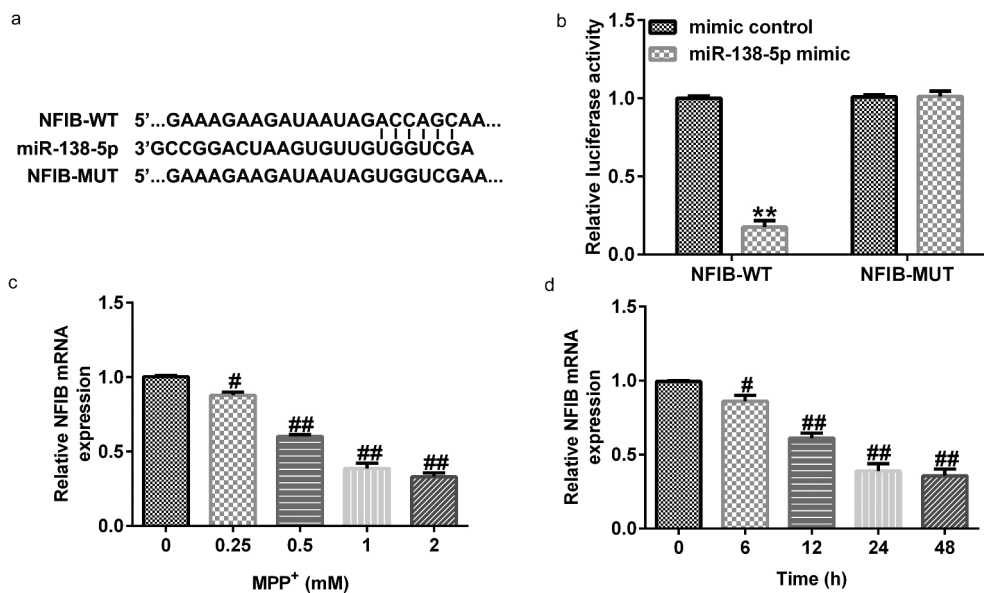 a
NFIB-WT 5’...GAAAGAAGAUAAUAGACCAGCAA...
miR-138-5p 3’GCCGGACUAAGUGUUGUGGUCGA
NFIB-MUT 5’...GAAAGAAGAUAAUAGUGGUCGAA...
b
Relative luciferase activity
1.5
1.0
0.5
0.0
mimic control
miR-138-5p mimic
**
NFIB-WT NFIB-MUT
c
Relative NFIB mRNA
expression
1.5
1.0
0.5
0.0
#
##
##
##
0 0.25 0.5 1 2
MPP⁺ (mM)
d
Relative NFIB mRNA
expression
1.5
1.0
0.5
0.0
#
##
##
##
0 6 12 24 48
Time (h)